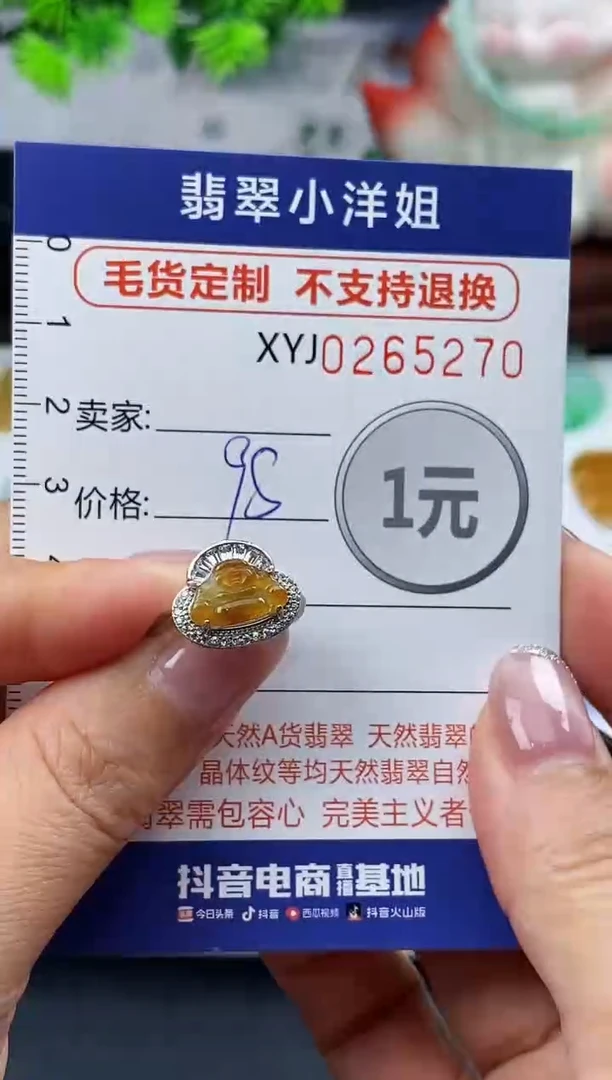 翡翠小洋姐
毛货定制 不支持退换
XYJ0265270
0
1
2
3
卖家:
价格:
1元
天然A货翡翠 天然翡翠
晶体纹等均天然翡翠自然
翡翠需包容心 完美主义者
抖音电商直播基地
今日头条 抖音 西瓜视频 抖音火山版